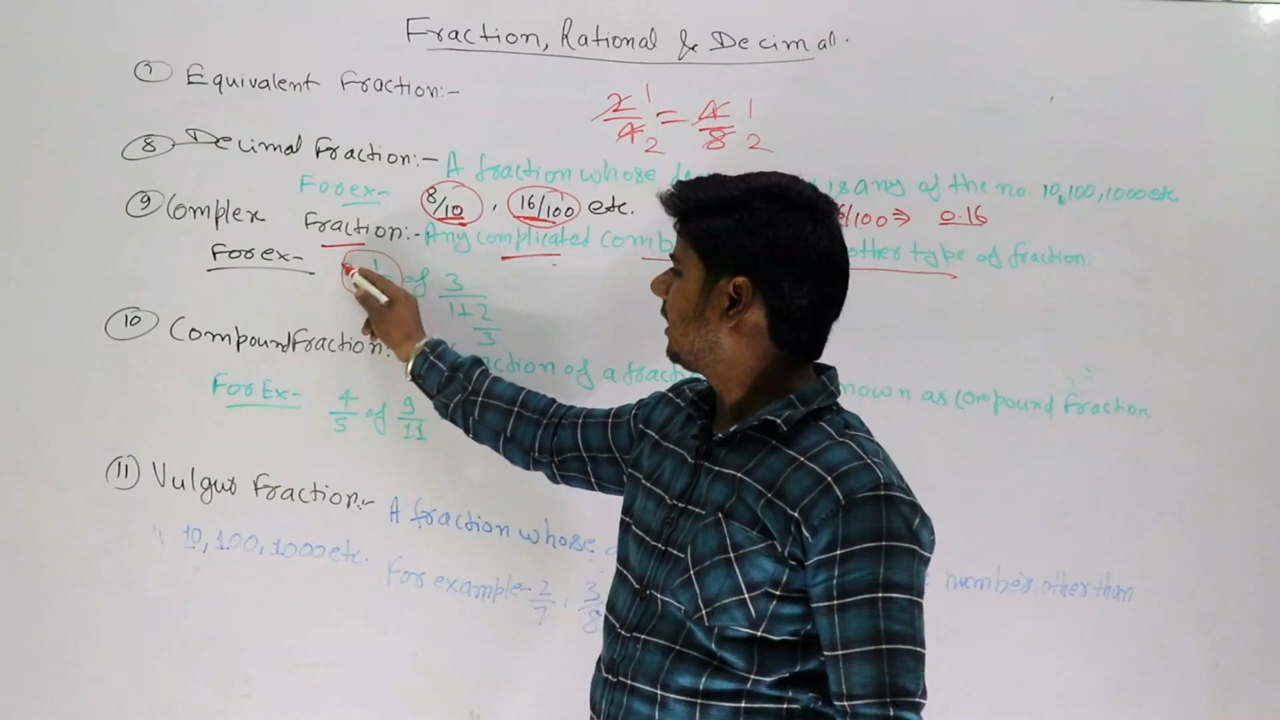 Fraction, Rational & Decimal.
⑦ Equivalent Fraction:-
2/4 1 2 = 4/8 1 2
⑧ Decimal Fraction:- A fraction whose is any of the no. 10,100,1000 etc
For ex- 8/10, 16/100 etc. /100 ⇒ 0.16
⑨ Complex Fraction:- Any complicated other type of fraction.
For ex- of 3/(1+2/3)
⑩ Compound Fraction: of a known as Compound fraction
For Ex- 4/5 of 9/11
⑪ Vulgur Fraction:- A fraction whose number other than
10, 100, 1000 etc. For example- 2/7, 3/8